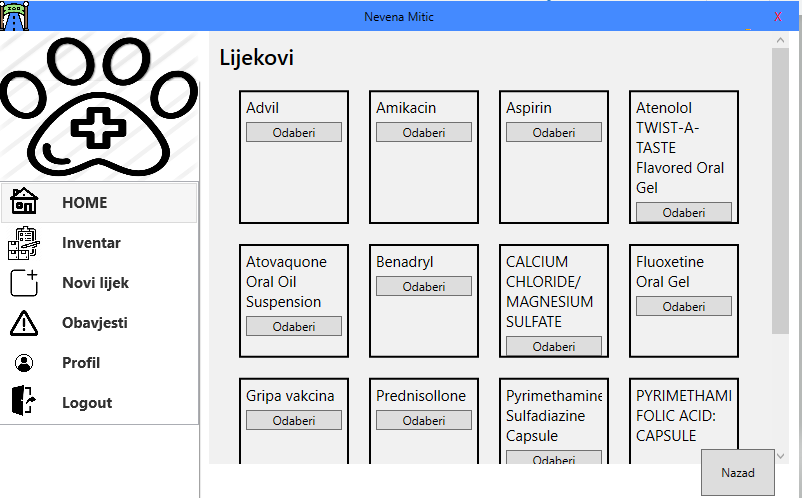 Nevena Mitic
X
HOME
Inventar
Novi lijek
Obavjesti
Profil
Logout
Lijekovi
Advil
Odaberi
Amikacin
Odaberi
Aspirin
Odaberi
Atenolol
TWIST-A-
TASTE
Flavored Oral
Gel
Odaberi
Atovaquone
Oral Oil
Suspension
Odaberi
Benadryl
Odaberi
CALCIUM
CHLORIDE/
MAGNESIUM
SULFATE
Odaberi
Fluoxetine
Oral Gel
Odaberi
Gripa vakcina
Odaberi
Prednisollone
Odaberi
Pyrimethamine
Sulfadiazine
Capsule
Odaberi
PYRIMETHAMI
FOLIC ACID:
CAPSULE
Nazad